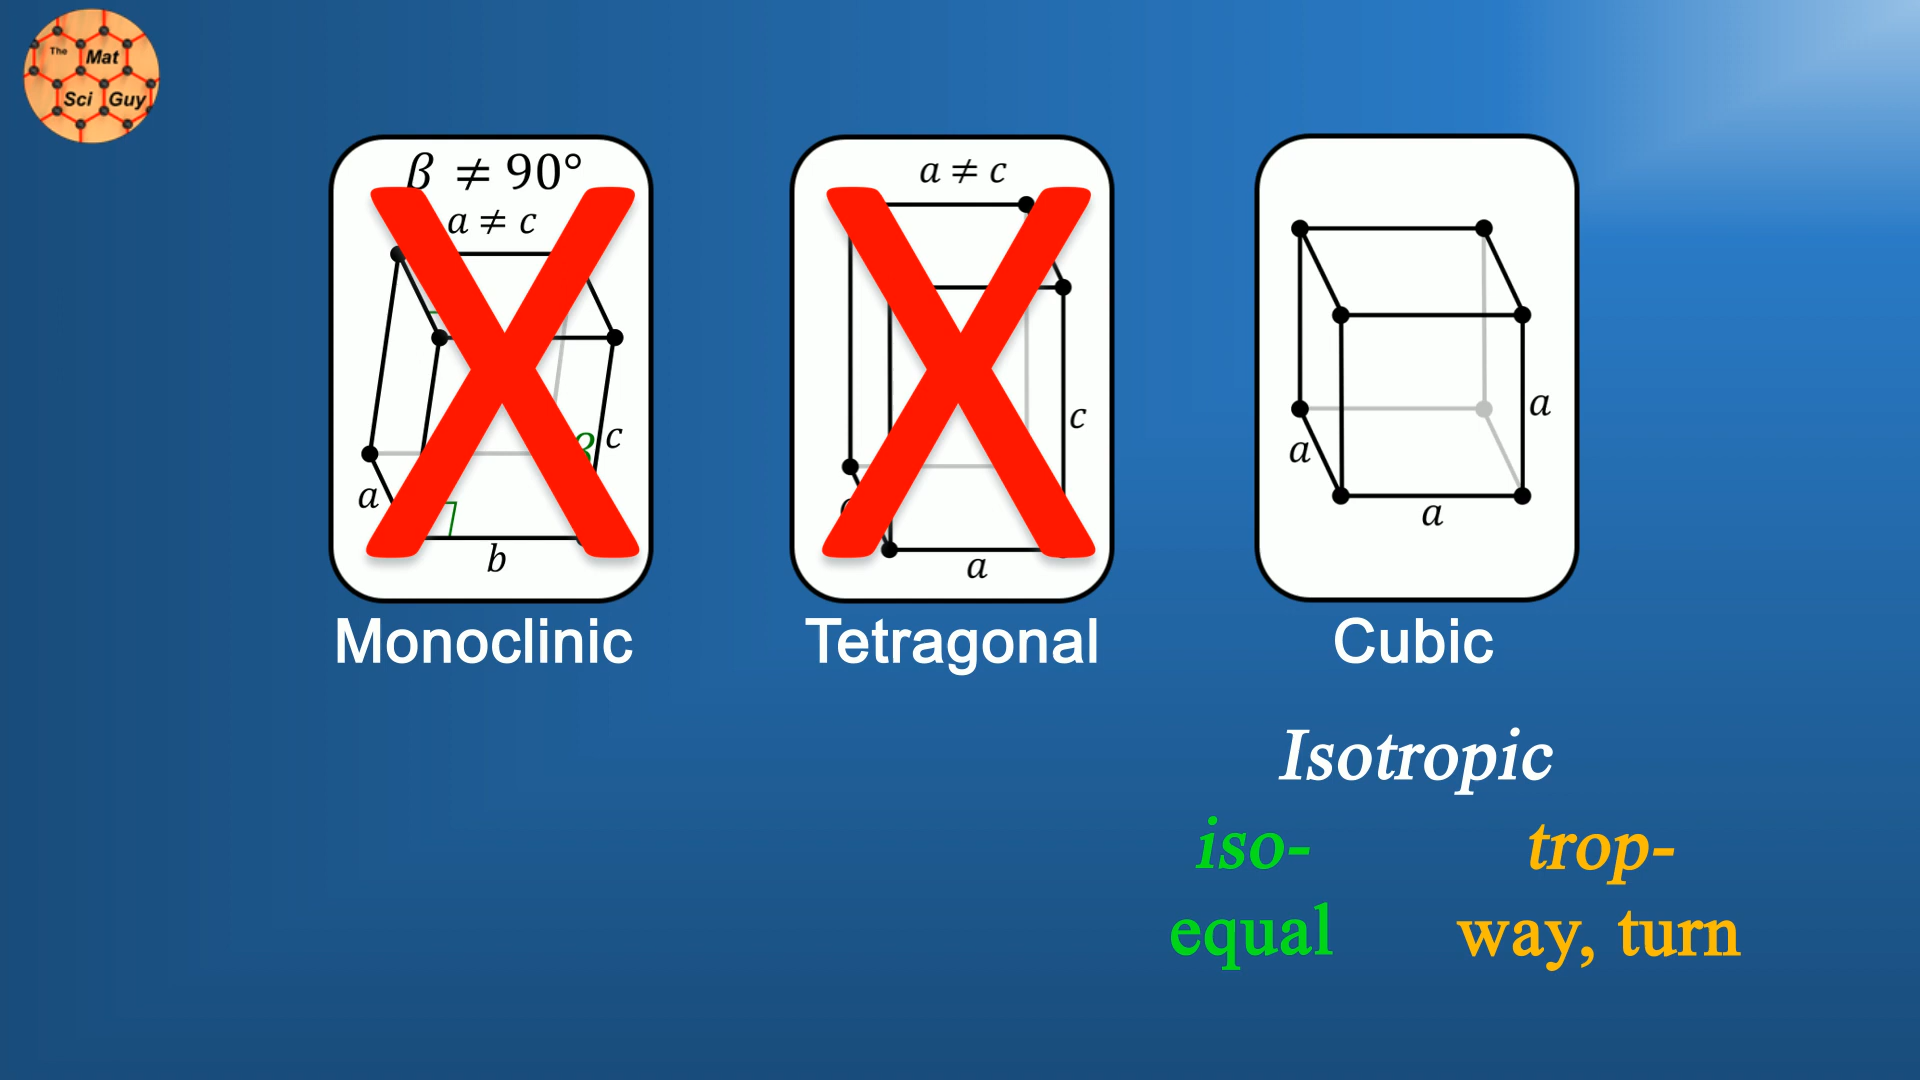 The
Mat
Sci Guy
β ≠ 90°
a ≠ c
c
a
b
Monoclinic
a ≠ c
c
a
Tetragonal
a
a
a
Cubic
Isotropic
iso- trop-
equal way, turn